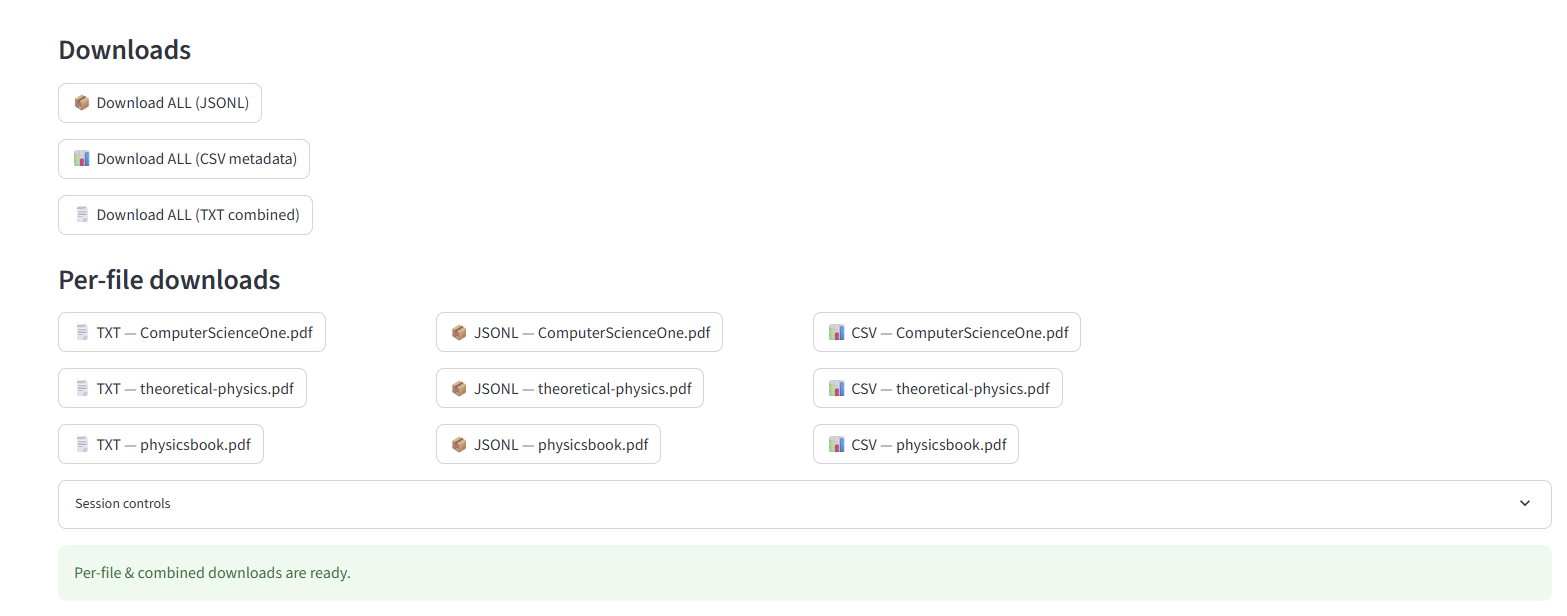 Downloads
Download ALL (JSONL)
Download ALL (CSV metadata)
Download ALL (TXT combined)
Per-file downloads
TXT — ComputerScienceOne.pdf JSONL — ComputerScienceOne.pdf CSV — ComputerScienceOne.pdf
TXT — theoretical-physics.pdf JSONL — theoretical-physics.pdf CSV — theoretical-physics.pdf
TXT — physicsbook.pdf JSONL — physicsbook.pdf CSV — physicsbook.pdf
Session controls
Per-file & combined downloads are ready.